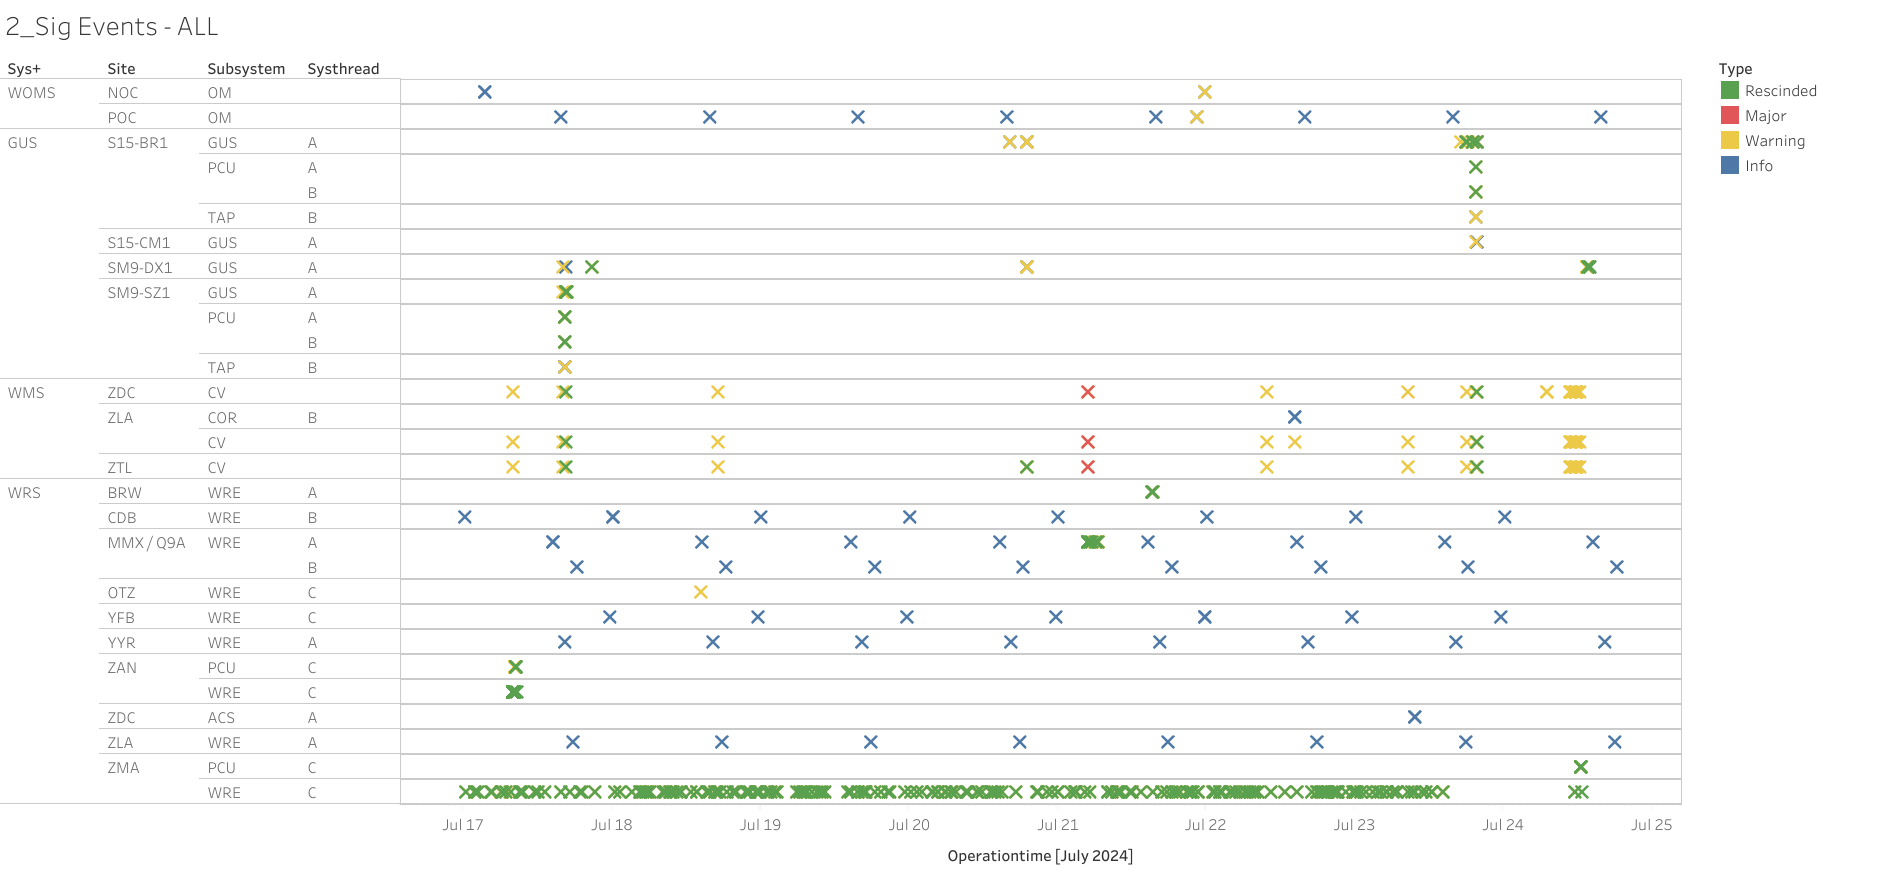 2_Sig Events - ALL
Sys+ Site Subsystem Systhread
Type
WOMS NOC OM
Rescinded
POC OM
Major
GUS S15-BR1 GUS A
Warning
PCU A
Info
B
TAP B
S15-CM1 GUS A
SM9-DX1 GUS A
SM9-SZ1 GUS A
PCU A
B
TAP B
WMS ZDC CV
ZLA COR B
CV
ZTL CV
WRS BRW WRE A
CDB WRE B
MMX / Q9A WRE A
B
OTZ WRE C
YFB WRE C
YYR WRE A
ZAN PCU C
WRE C
ZDC ACS A
ZLA WRE A
ZMA PCU C
WRE C
Jul 17 Jul 18 Jul 19 Jul 20 Jul 21 Jul 22 Jul 23 Jul 24 Jul 25
Operationtime [July 2024]